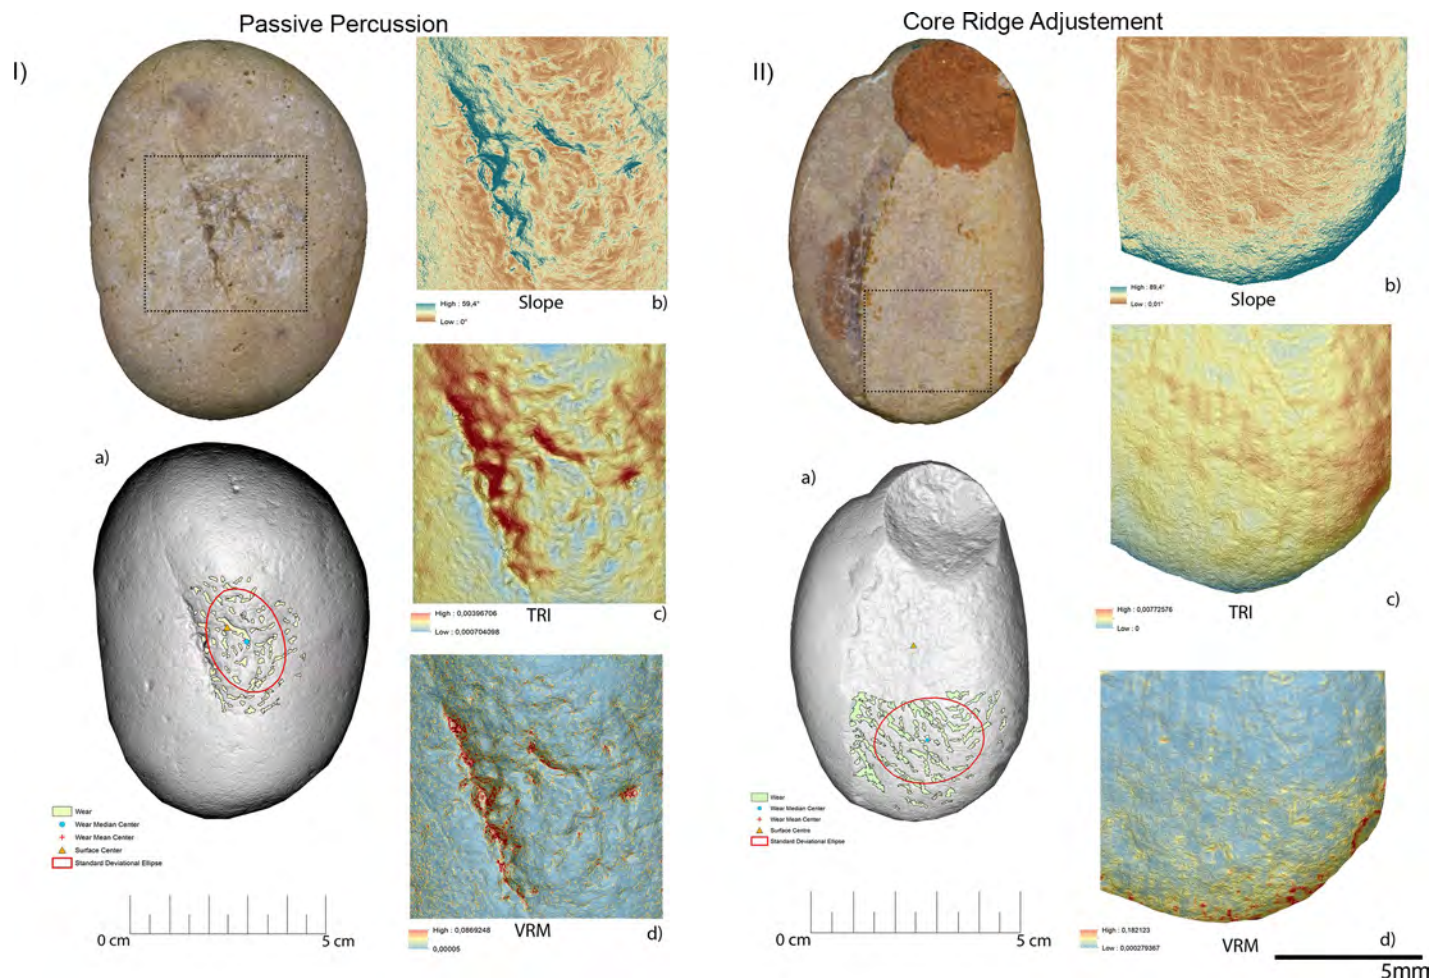 Passive Percussion
Core Ridge Adjustement
I)
II)
High : 59,4°
Low : 0°
Slope
b)
High : 89,4°
Low : 0,01°
Slope
b)
a)
High : 0,00396706
Low : 0,000704098
TRI
c)
a)
High : 0,00772576
Low : 0
TRI
c)
Wear
Wear Median Center
Wear Mean Center
Surface Center
Standard Deviational Ellipse
0 cm
5 cm
High : 0,0869248
0,00005
VRM
d)
Wear
Wear Median Center
Wear Mean Center
Surface Centre
Standard Deviational Ellipse
0 cm
5 cm
High : 0,182123
Low : 0,000279367
VRM
d)
5mm